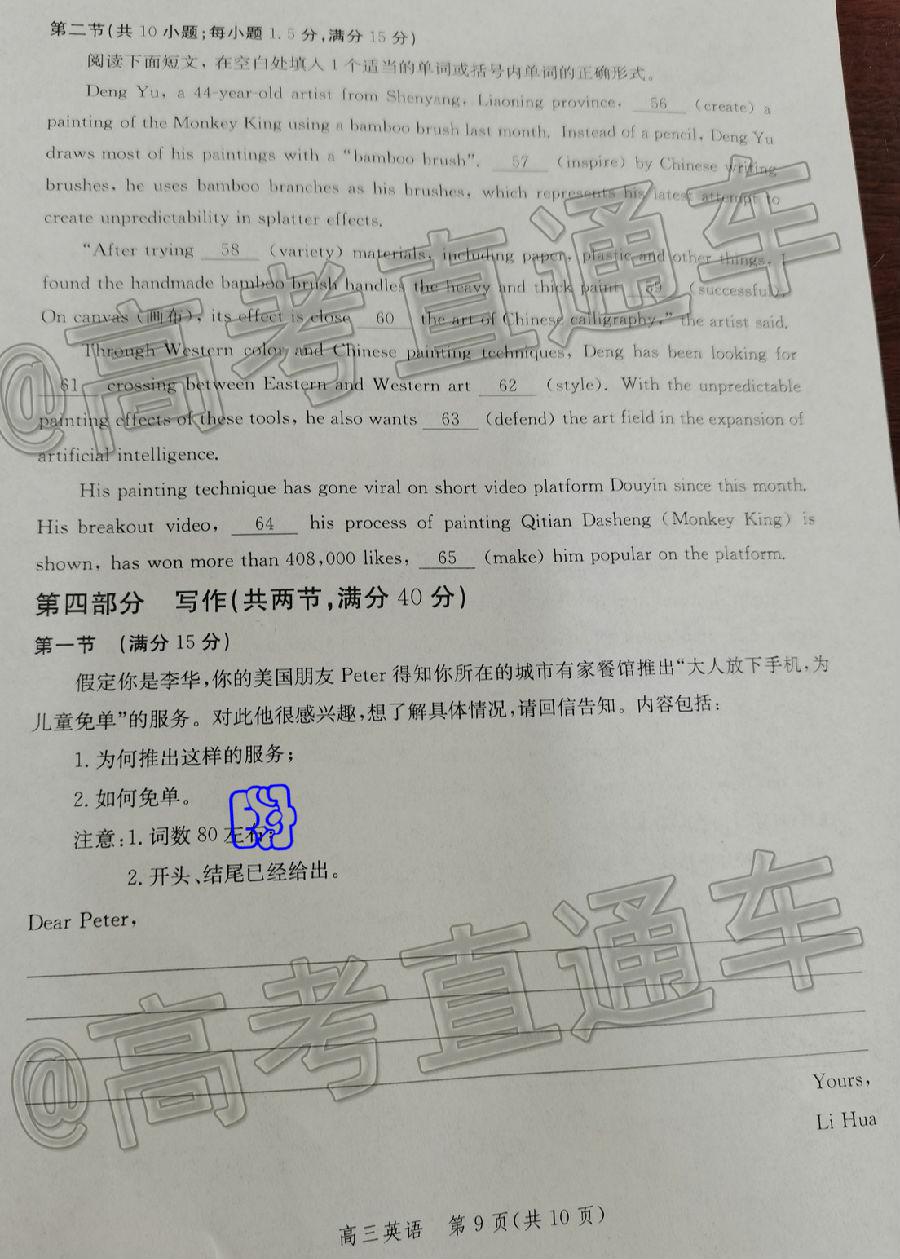 第二节(共 10 小题;每小题 1.5 分,满分 15 分)
阅读下面短文，在空白处填入 1 个适当的单词或括号内单词的正确形式。
Deng Yu, a 44-year-old artist from Shenyang, Liaoning province, 56 (create) a
painting of the Monkey King using a bamboo brush last month. Instead of a pencil, Deng Yu
draws most of his paintings with a “bamboo brush”. 57 (inspire) by Chinese writing
brushes, he uses bamboo branches as his brushes, which represents his latest attempt to
create unpredictability in splatter effects.
“After trying 58 (variety) materials, including paper, plastic and other things, I
found the handmade bamboo brush handles the heavy and thick paint 59 (successful).
On canvas (画布), its effect is close 60 the art of Chinese calligraphy,” the artist said.
Through Western color and Chinese painting techniques, Deng has been looking for
61 crossing between Eastern and Western art 62 (style). With the unpredictable
painting effects of these tools, he also wants 63 (defend) the art field in the expansion of
artificial intelligence.
His painting technique has gone viral on short video platform Douyin since this month.
His breakout video, 64 his process of painting Qitian Dasheng (Monkey King) is
shown, has won more than 408,000 likes, 65 (make) him popular on the platform.
第四部分 写作(共两节,满分 40 分)
第一节 (满分 15 分)
假定你是李华,你的美国朋友 Peter 得知你所在的城市有家餐馆推出“大人放下手机,为
儿童免单”的服务。对此他很感兴趣,想了解具体情况,请回信告知。内容包括:
1. 为何推出这样的服务;
2. 如何免单。
注意:1. 词数 80 左右;
2. 开头、结尾已经给出。
Dear Peter,
Yours,
Li Hua
高三英语 第 9 页(共 10 页)
@高考直通车
@高考直通车